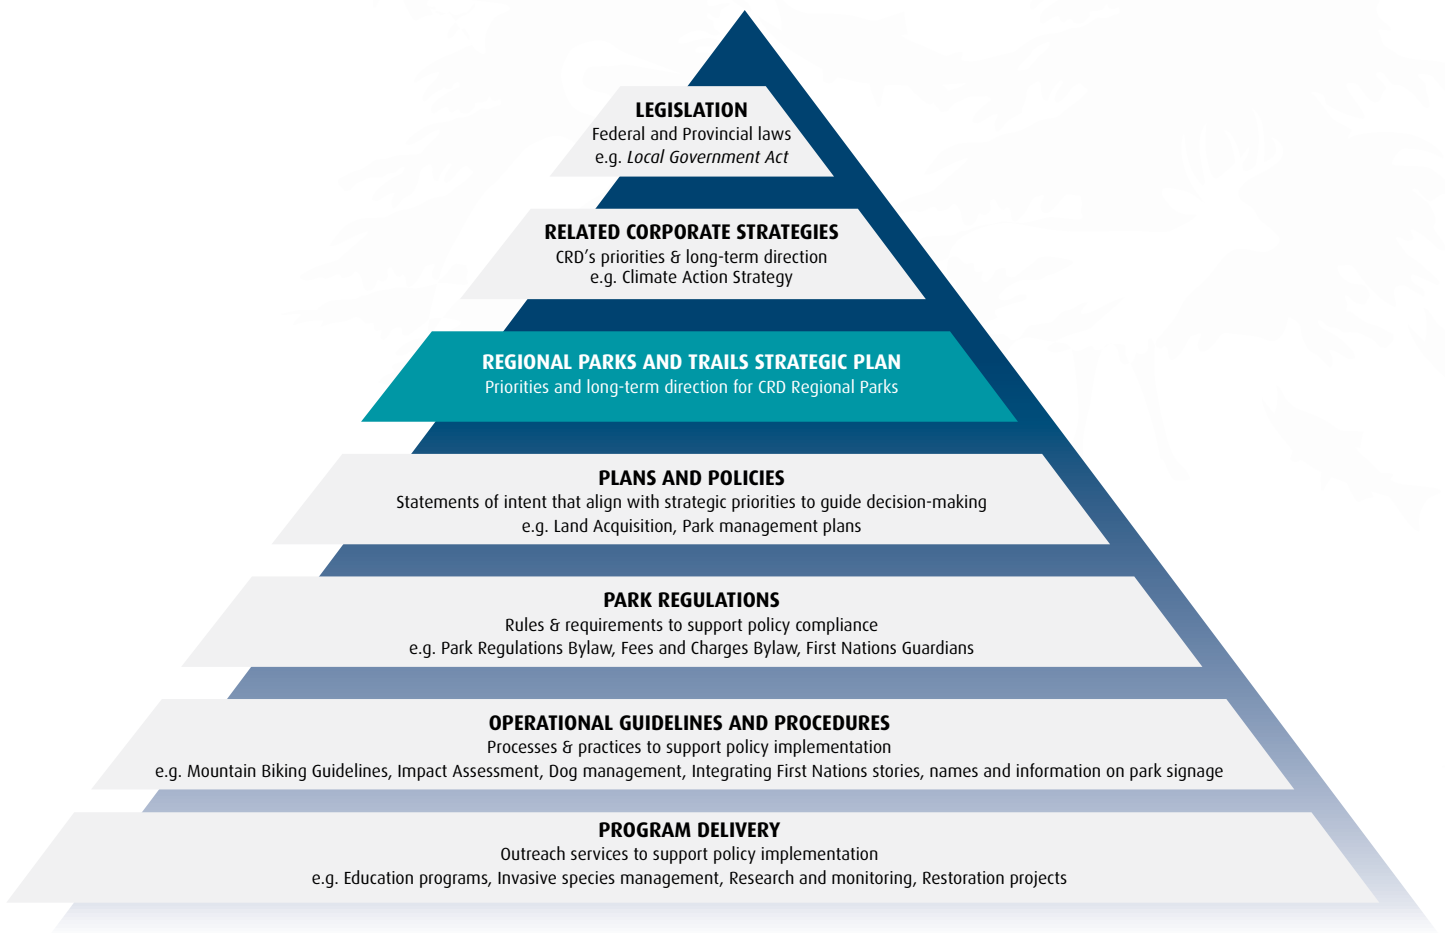 LEGISLATION
Federal and Provincial laws
e.g. Local Government Act
RELATED CORPORATE STRATEGIES
CRD’s priorities & long-term direction
e.g. Climate Action Strategy
REGIONAL PARKS AND TRAILS STRATEGIC PLAN
Priorities and long-term direction for CRD Regional Parks
PLANS AND POLICIES
Statements of intent that align with strategic priorities to guide decision-making
e.g. Land Acquisition, Park management plans
PARK REGULATIONS
Rules & requirements to support policy compliance
e.g. Park Regulations Bylaw, Fees and Charges Bylaw, First Nations Guardians
OPERATIONAL GUIDELINES AND PROCEDURES
Processes & practices to support policy implementation
e.g. Mountain Biking Guidelines, Impact Assessment, Dog management, Integrating First Nations stories, names and information on park signage
PROGRAM DELIVERY
Outreach services to support policy implementation
e.g. Education programs, Invasive species management, Research and monitoring, Restoration projects